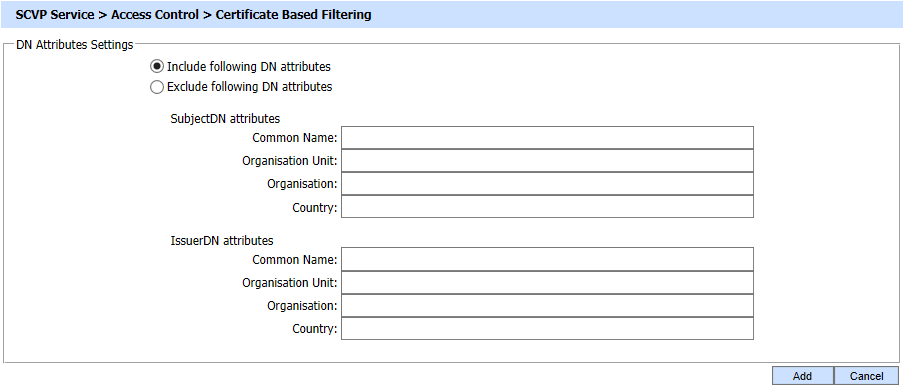 SCVP Service > Access Control > Certificate Based Filtering
DN Attributes Settings
Include following DN attributes
Exclude following DN attributes
SubjectDN attributes
Common Name:
Organisation Unit:
Organisation:
Country:
IssuerDN attributes
Common Name:
Organisation Unit:
Organisation:
Country:
Add Cancel